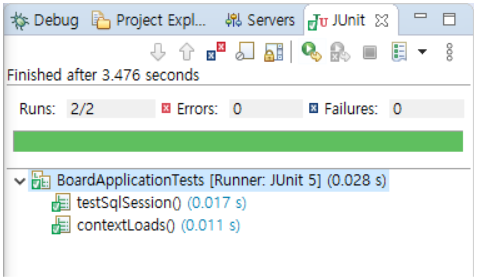 Debug Project Expl... Servers JUnit
Finished after 3.476 seconds
Runs: 2/2 Errors: 0 Failures: 0
BoardApplicationTests [Runner: JUnit 5] (0.028 s)
testSqlSession() (0.017 s)
contextLoads() (0.011 s)